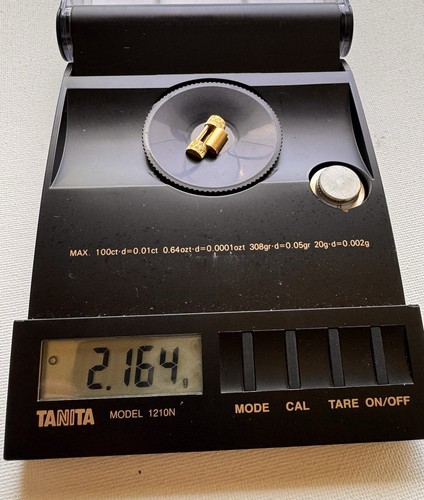 MAX. 100ct·d=0.01ct 0.64ozt·d=0.0001ozt 308gr·d=0.05gr 20g·d=0.002g
2.164g
TANITA MODEL 1210N MODE CAL TARE ON/OFF